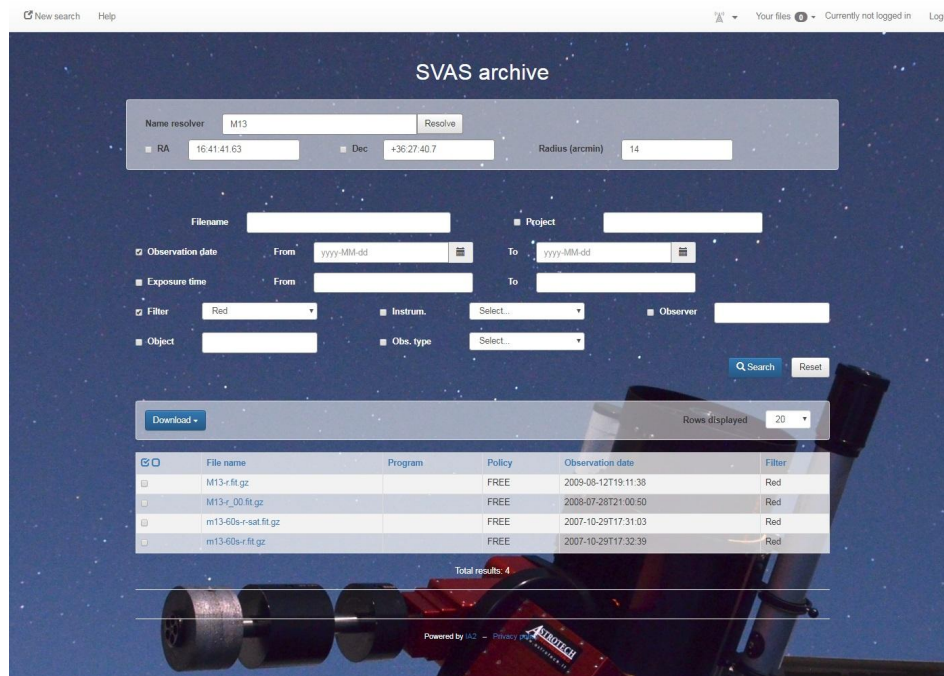 New search Help Your files 0 Currently not logged in Log
SVAS archive
Name resolver M13 Resolve
RA 16:41:41.63 Dec +36:27:40.7 Radius (arcmin) 14
Filename Project
Observation date From yyyy-MM-dd To yyyy-MM-dd
Exposure time From To
Filter Red Instrum. Select... Observer
Object Obs. type Select...
Search Reset
Download Rows displayed 20
File name Program Policy Observation date Filter
M13-r.fit.gz FREE 2009-08-12T19:11:38 Red
M13-r_00.fit.gz FREE 2008-07-28T21:00:50 Red
m13-60s-r-sat.fit.gz FREE 2007-10-29T17:31:03 Red
m13-60s-r.fit.gz FREE 2007-10-29T17:32:39 Red
Total results: 4
Powered by IA2 – Privacy
ASTROTECH